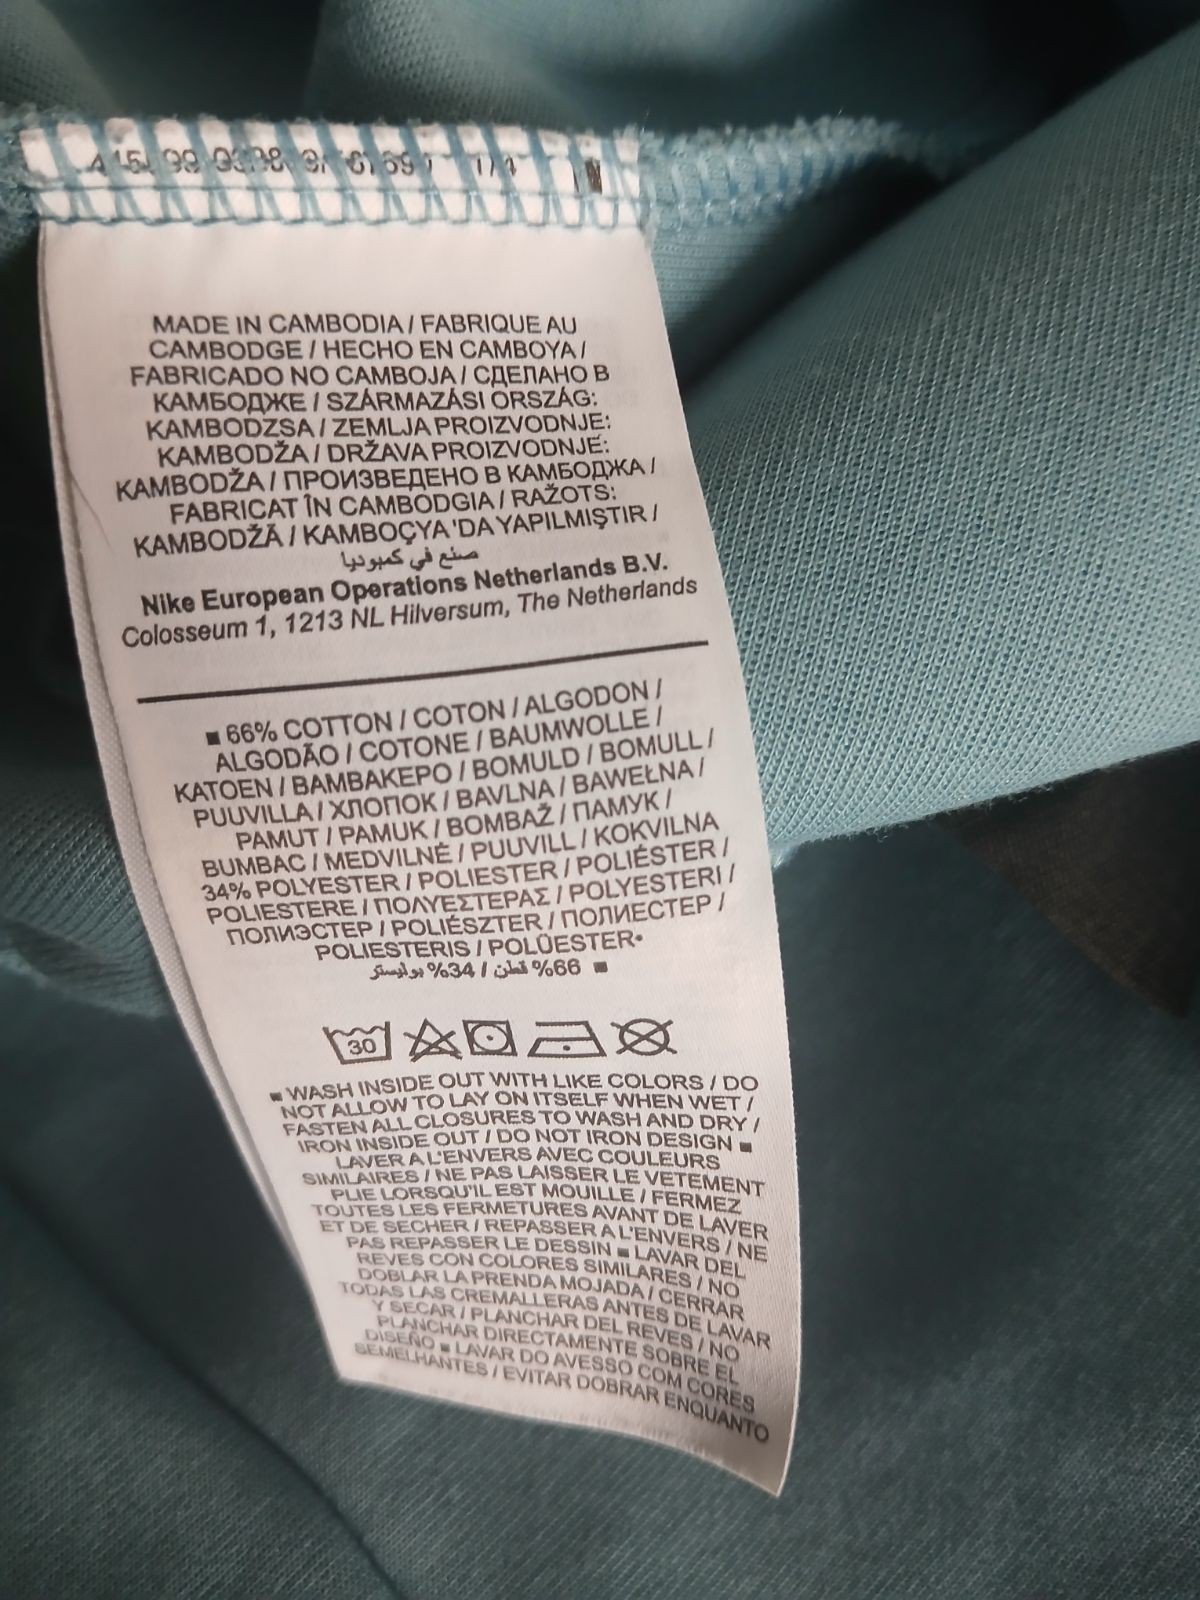 MADE IN CAMBODIA / FABRIQUE AU
CAMBODGE / HECHO EN CAMBOYA /
FABRICADO NO CAMBOJA / СДЕЛАНО В
КАМБОДЖЕ / SZÁRMAZÁSI ORSZÁG:
KAMBODZSA / ZEMLJA PROIZVODNJE:
KAMBODŽA / DRŽAVA PROIZVODNJE:
KAMBODŽA / ПРОИЗВЕДЕНО В КАМБОДЖА /
FABRICAT ÎN CAMBODGIA / RAŽOTS:
KAMBODŽĀ / KAMBOÇYA 'DA YAPILMIŞTIR /
صنع في كمبوديا
Nike European Operations Netherlands B.V.
Colosseum 1, 1213 NL Hilversum, The Netherlands
■ 66% COTTON / COTON / ALGODON /
ALGODÃO / COTONE / BAUMWOLLE /
KATOEN / ΒΑΜΒΑΚΕΡΟ / BOMULD / BOMULL /
PUUVILLA / ХЛОПОК / BAVLNA / BAWEŁNA /
PAMUT / PAMUK / BOMBAŽ / ПАМУК /
BUMBAC / MEDVILNĖ / PUUVILL / KOKVILNA
34% POLYESTER / POLIESTER / POLIÉSTER /
POLIESTERE / ΠΟΛΥΕΣΤΕΡΑΣ / POLYESTERI /
ПОЛИЭСТЕР / POLIÉSZTER / ПОЛИЕСТЕР /
POLIESTERIS / POLÜESTER•
■ 66% قطن / 34% بوليستر
30
■ WASH INSIDE OUT WITH LIKE COLORS / DO
NOT ALLOW TO LAY ON ITSELF WHEN WET /
FASTEN ALL CLOSURES TO WASH AND DRY /
IRON INSIDE OUT / DO NOT IRON DESIGN ■
LAVER A L'ENVERS AVEC COULEURS
SIMILAIRES / NE PAS LAISSER LE VETEMENT
PLIE LORSQU'IL EST MOUILLE / FERMEZ
TOUTES LES FERMETURES AVANT DE LAVER
ET DE SECHER / REPASSER A L'ENVERS / NE
PAS REPASSER LE DESSIN ■ LAVAR DEL
REVES CON COLORES SIMILARES / NO
DOBLAR LA PRENDA MOJADA / CERRAR
TODAS LAS CREMALLERAS ANTES DE LAVAR
Y SECAR / PLANCHAR DEL REVES / NO
PLANCHAR DIRECTAMENTE SOBRE EL
DISEÑO ■ LAVAR DO AVESSO COM CORES
SEMELHANTES / EVITAR DOBRAR ENQUANTO